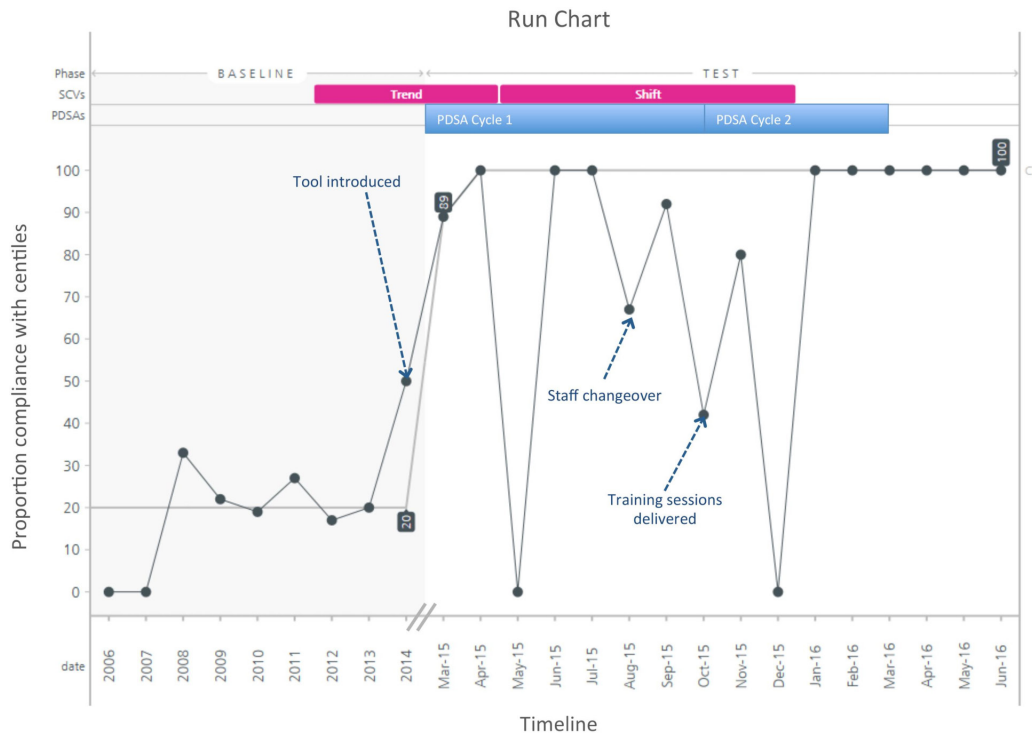 Run Chart
Phase
BASELINE
TEST
SCVs
Trend
Shift
PDSAs
PDSA Cycle 1
PDSA Cycle 2
Proportion compliance with centiles
100
90
80
70
60
50
40
30
20
10
0
Tool introduced
89
20
Staff changeover
Training sessions
delivered
100
C
date
2006
2007
2008
2009
2010
2011
2012
2013
2014
Mar-15
Apr-15
May-15
Jun-15
Jul-15
Aug-15
Sep-15
Oct-15
Nov-15
Dec-15
Jan-16
Feb-16
Mar-16
Apr-16
May-16
Jun-16
Timeline